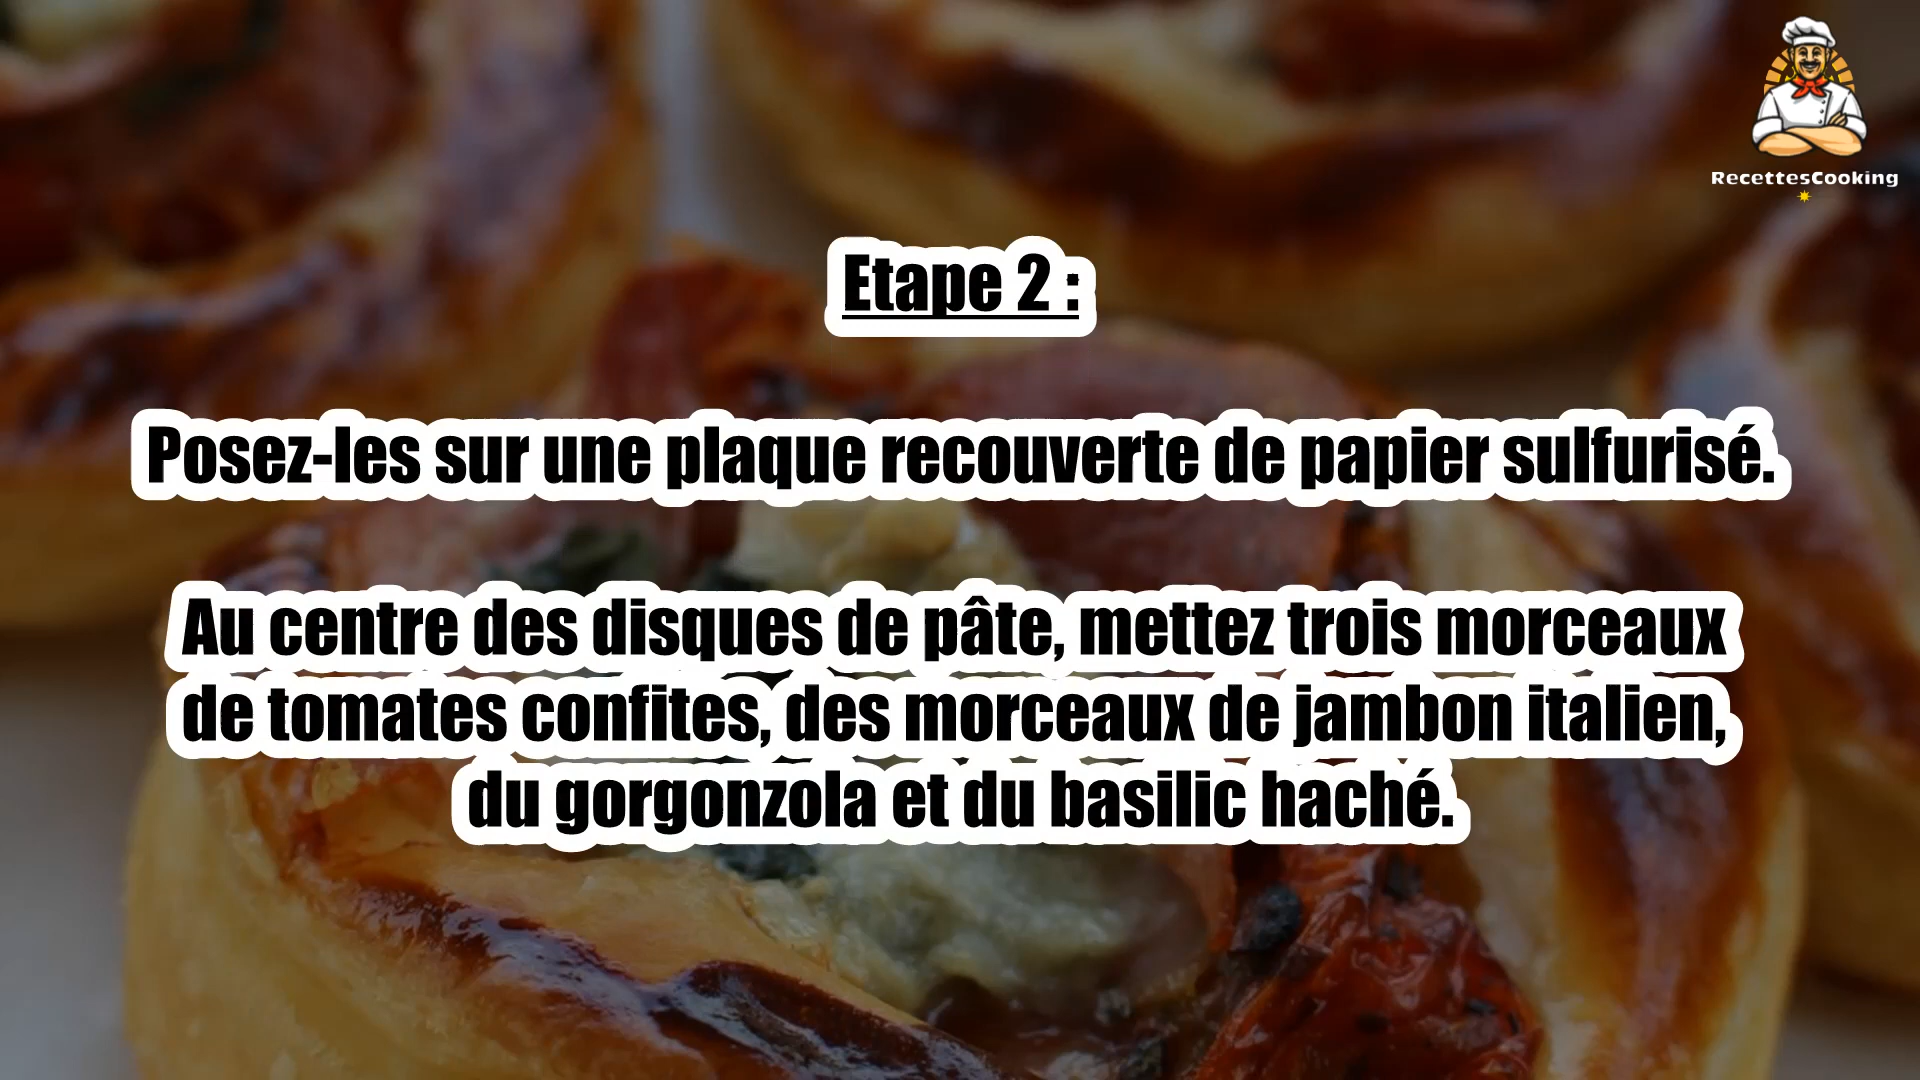 RecettesCooking
Etape 2 :
Posez-les sur une plaque recouverte de papier sulfurisé.
Au centre des disques de pâte, mettez trois morceaux
de tomates confites, des morceaux de jambon italien,
du gorgonzola et du basilic haché.